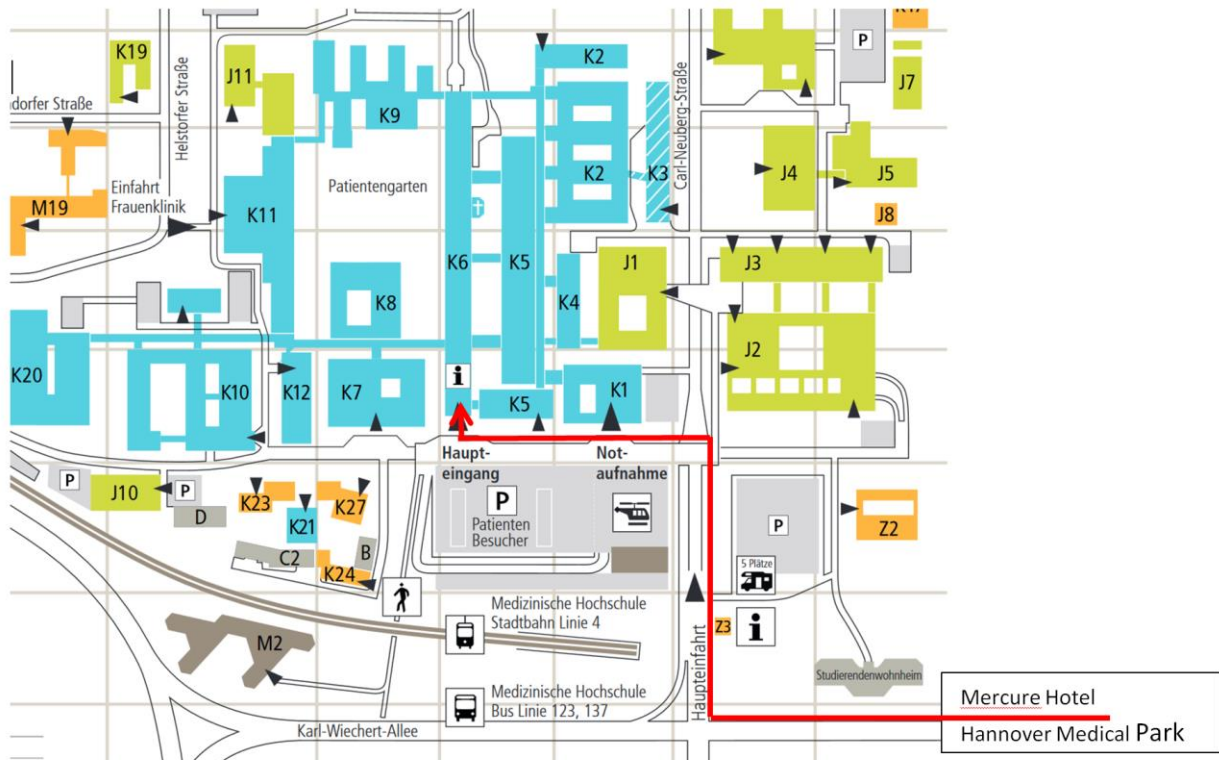 K19
J11
K9
K2
K17
P
J7
dorfer Straße
Helstorfer Straße
Carl-Neuberg-Straße
M19
Einfahrt
Frauenklinik
Patientengarten
K11
K6
K5
K2
K3
J4
J5
J8
K8
K4
J1
J3
J2
K20
K10
K12
K7
i
K5
K1
Haupt-
eingang
Not-
aufnahme
P
Patienten
Besucher
P
J10
P
D
K23
K21
K27
C2
B
K24
P
Z2
5 Plätze
Z3
i
Medizinische Hochschule
Stadtbahn Linie 4
M2
Medizinische Hochschule
Bus Linie 123, 137
Karl-Wiechert-Allee
Haupteinfahrt
Studierendenwohnheim
Mercure Hotel
Hannover Medical Park